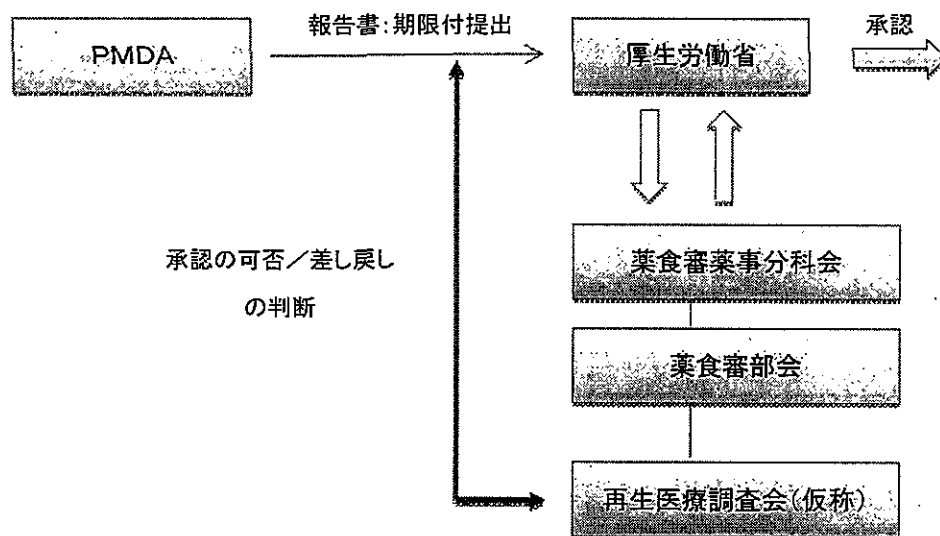 報告書:期限付提出
承認
PMDA
厚生労働省
承認の可否/差し戻し
の判断
薬食審薬事分科会
薬食審部会
再生医療調査会(仮称)